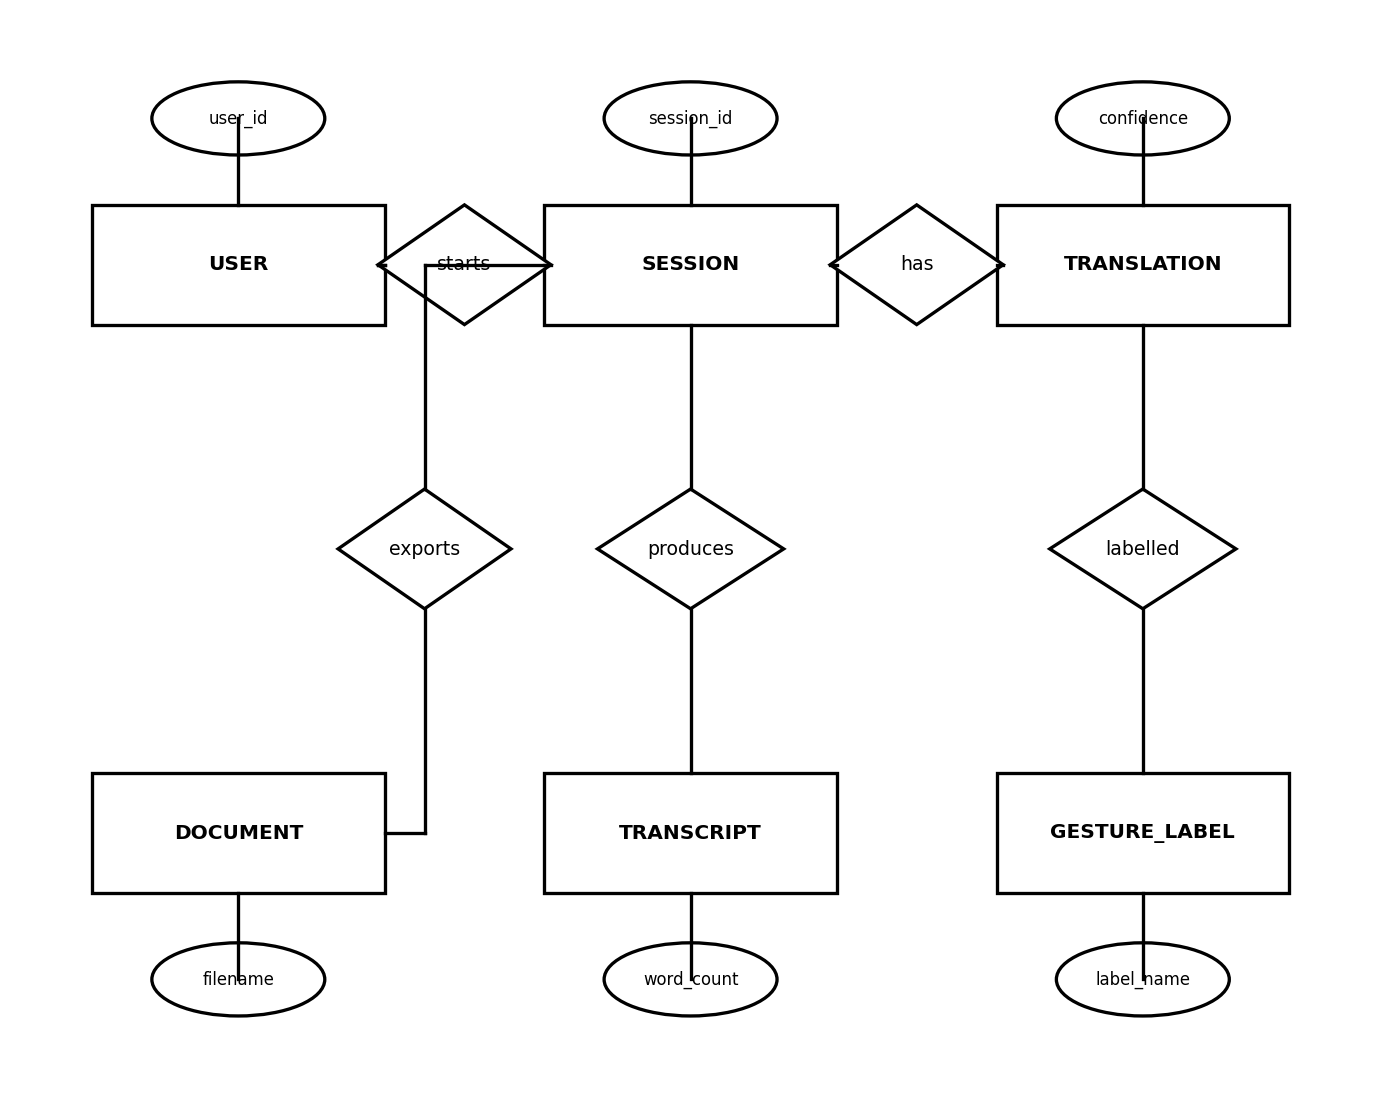 user_id
session_id
confidence
USER
starts
SESSION
has
TRANSLATION
exports
produces
labelled
DOCUMENT
TRANSCRIPT
GESTURE_LABEL
filename
word_count
label_name